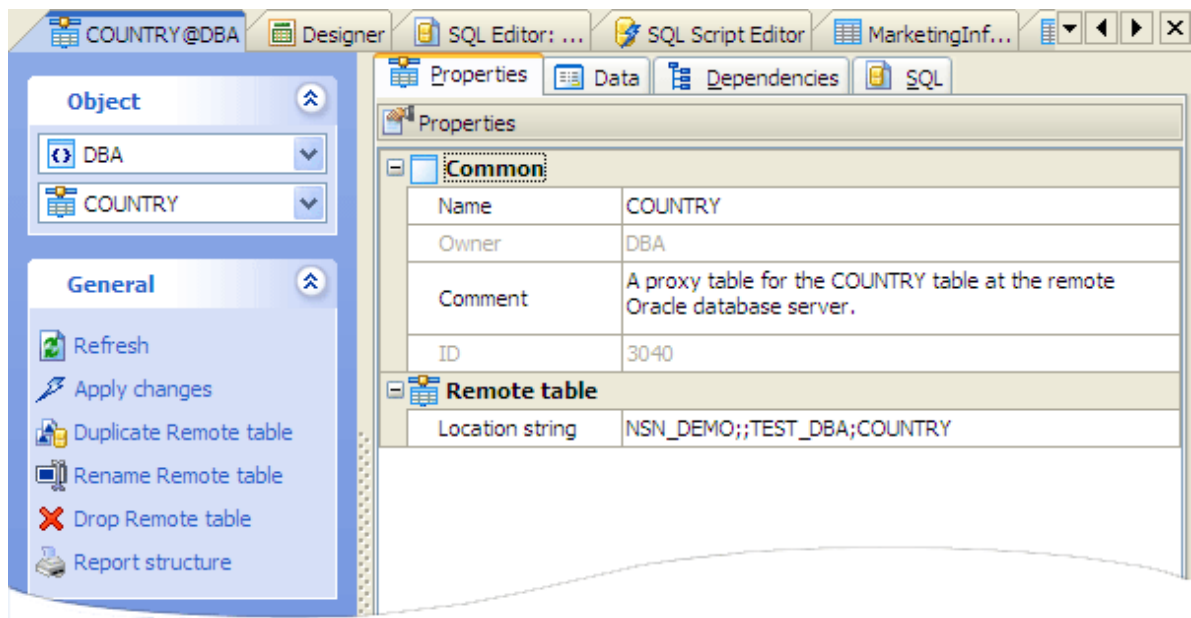 COUNTRY@DBA Designer SQL Editor: ... SQL Script Editor MarketingInf...
Properties Data Dependencies SQL
Object
DBA
COUNTRY
General
Refresh
Apply changes
Duplicate Remote table
Rename Remote table
Drop Remote table
Report structure
Properties
Common
Name COUNTRY
Owner DBA
Comment A proxy table for the COUNTRY table at the remote
Oracle database server.
ID 3040
Remote table
Location string NSN_DEMO;;TEST_DBA;COUNTRY